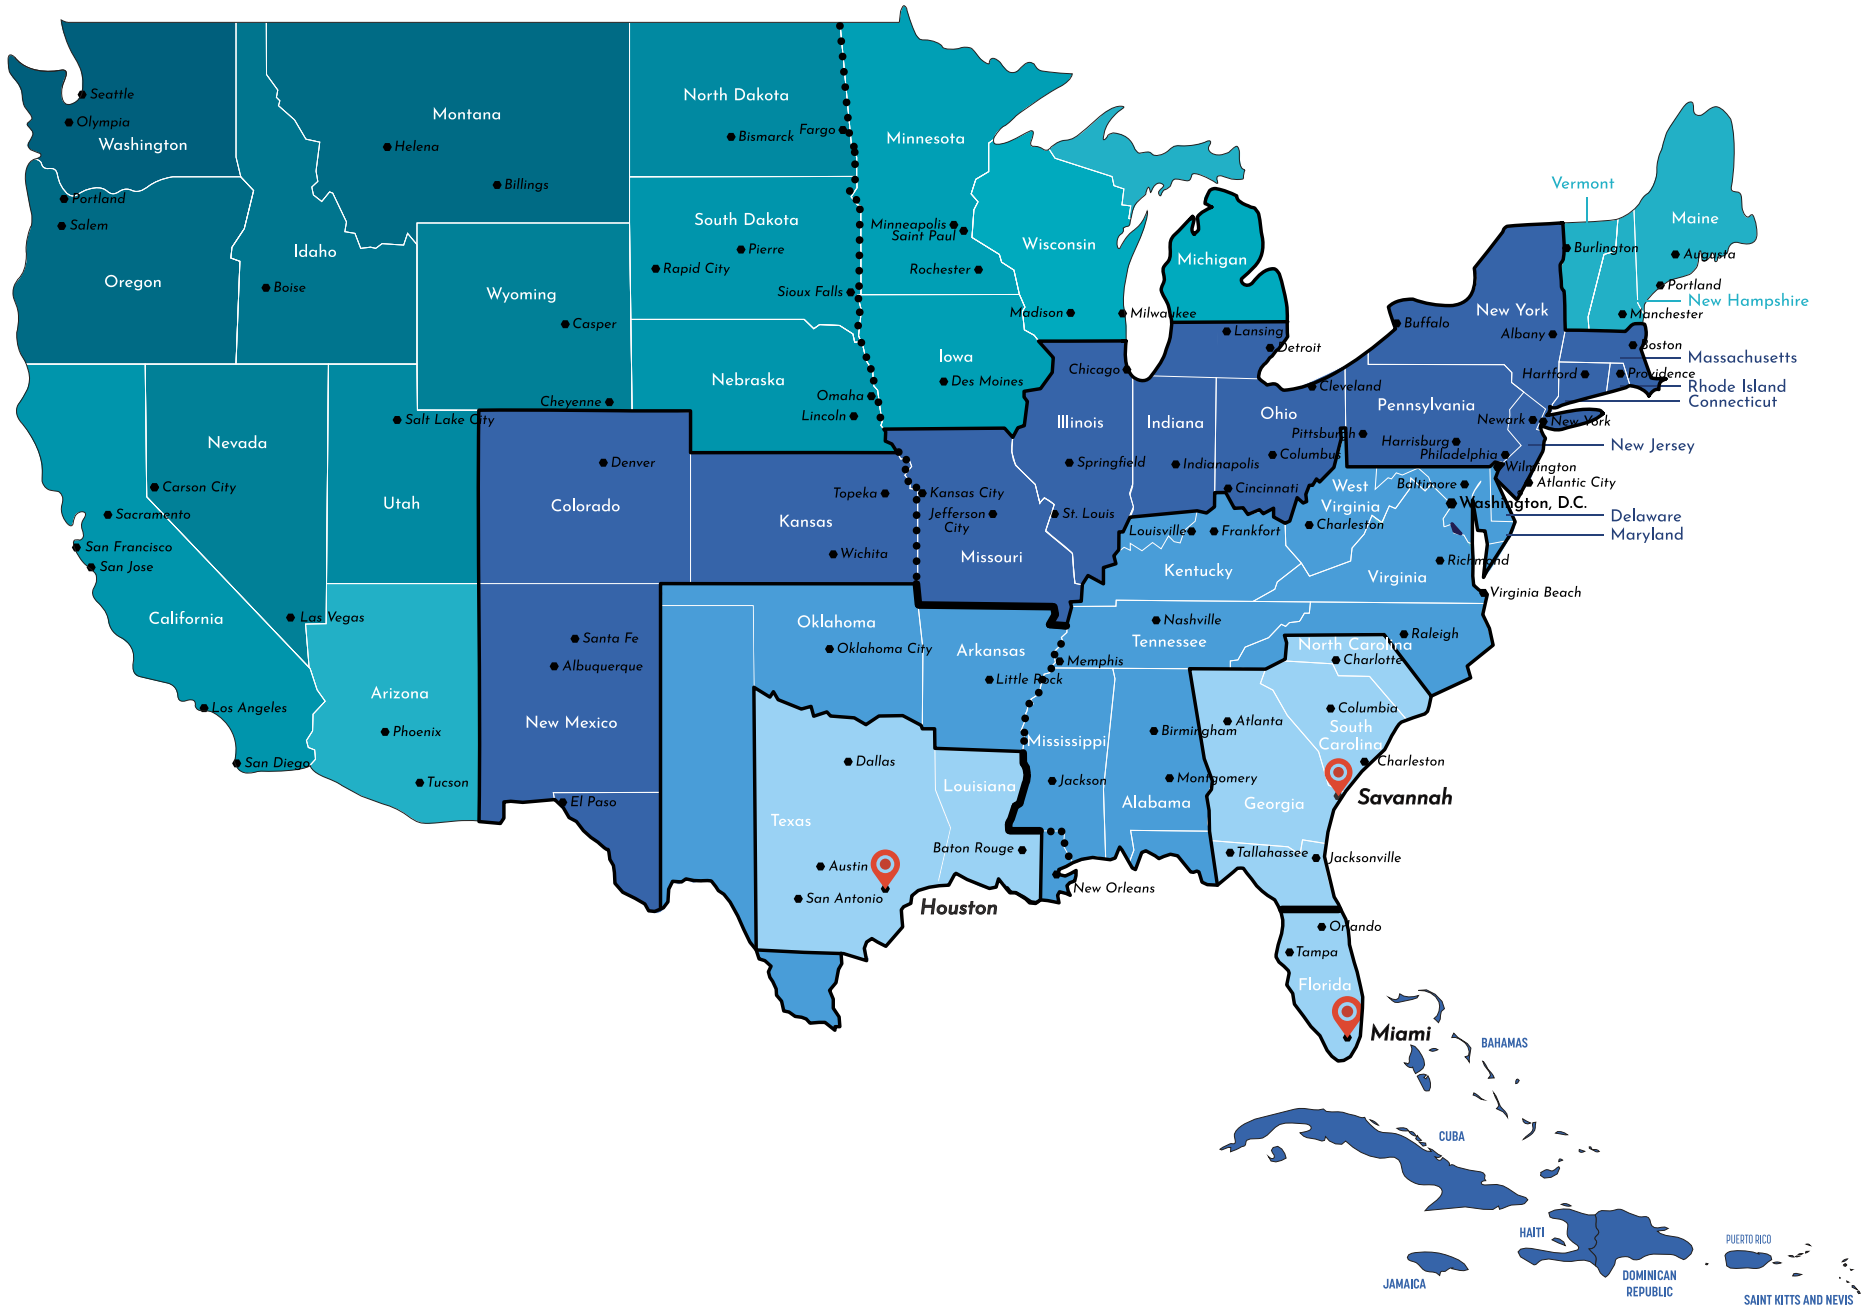 Seattle
Olympia
Washington
Portland
Salem
Oregon
Montana
Helena
Billings
Idaho
Boise
Wyoming
Casper
Cheyenne
North Dakota
Bismarck
Fargo
South Dakota
Pierre
Rapid City
Sioux Falls
Nebraska
Omaha
Lincoln
Minnesota
Minneapolis
Saint Paul
Rochester
Wisconsin
Madison
Milwaukee
Michigan
Lansing
Detroit
Iowa
Des Moines
Vermont
Burlington
Maine
Augusta
Portland
New Hampshire
Manchester
New York
Buffalo
Albany
Boston
Massachusetts
Hartford
Providence
Rhode Island
Connecticut
Nevada
Carson City
Las Vegas
Salt Lake City
Utah
Sacramento
San Francisco
San Jose
California
Los Angeles
San Diego
Arizona
Phoenix
Tucson
Denver
Colorado
Santa Fe
Albuquerque
New Mexico
El Paso
Topeka
Kansas
Wichita
Kansas City
Jefferson
City
Missouri
St. Louis
Chicago
Illinois
Springfield
Indiana
Indianapolis
Ohio
Cleveland
Columbus
Cincinnati
Pennsylvania
Pittsburgh
Harrisburg
Philadelphia
Newark
New York
New Jersey
Wilmington
Atlantic City
Baltimore
Washington, D.C.
Delaware
Maryland
West
Virginia
Charleston
Louisville
Frankfort
Kentucky
Virginia
Richmond
Virginia Beach
Oklahoma
Oklahoma City
Arkansas
Little Rock
Nashville
Tennessee
Memphis
North Carolina
Raleigh
Charlotte
Columbia
South
Carolina
Charleston
Atlanta
Georgia
Savannah
Birmingham
Montgomery
Alabama
Mississippi
Jackson
Louisiana
Baton Rouge
New Orleans
Dallas
Texas
Austin
San Antonio
Houston
Tallahassee
Jacksonville
Orlando
Tampa
Florida
Miami
BAHAMAS
CUBA
HAITI
JAMAICA
DOMINICAN
REPUBLIC
PUERTO RICO
SAINT KITTS AND NEVIS